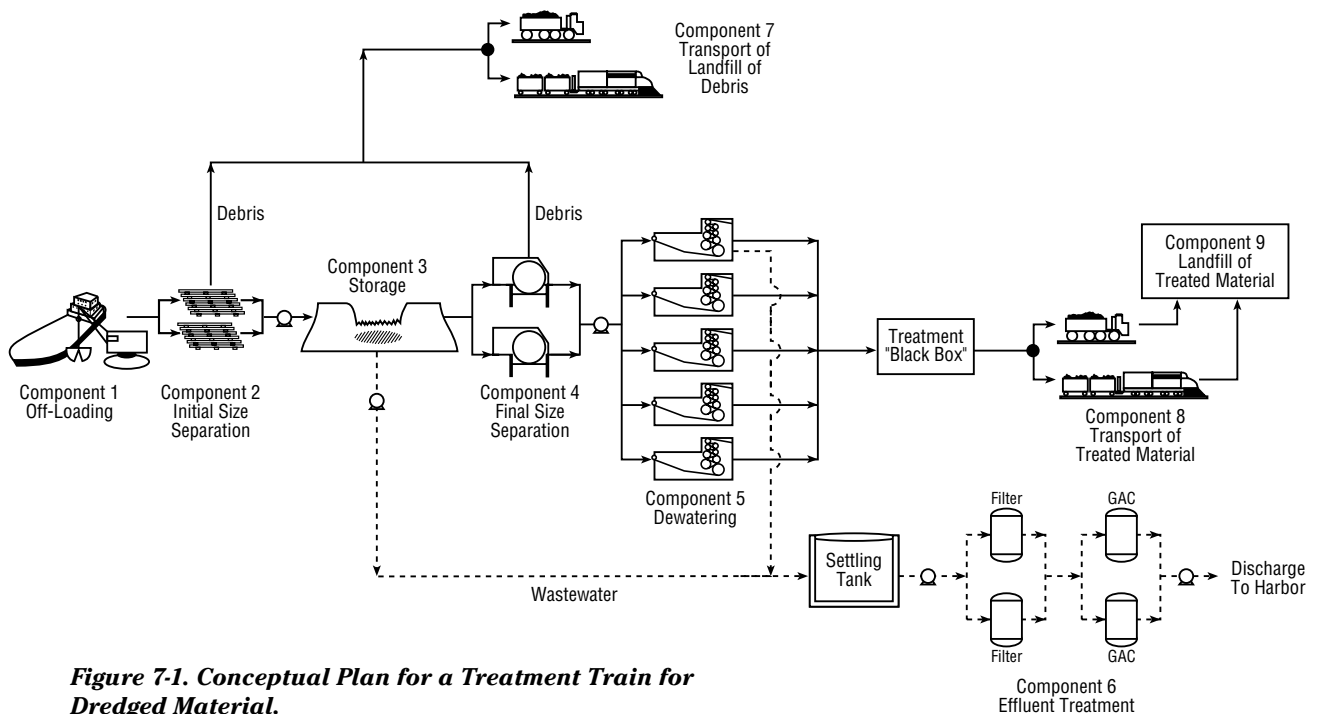 Component 7
Transport of
Landfill of
Debris
Debris
Debris
Component 1
Off-Loading
Component 2
Initial Size
Separation
Component 3
Storage
Component 4
Final Size
Separation
Component 5
Dewatering
Treatment
"Black Box"
Component 9
Landfill of
Treated Material
Component 8
Transport of
Treated Material
Wastewater
Settling
Tank
Filter
GAC
Filter
GAC
Discharge
To Harbor
Component 6
Effluent Treatment
Figure 7-1. Conceptual Plan for a Treatment Train for
Dredged Material.